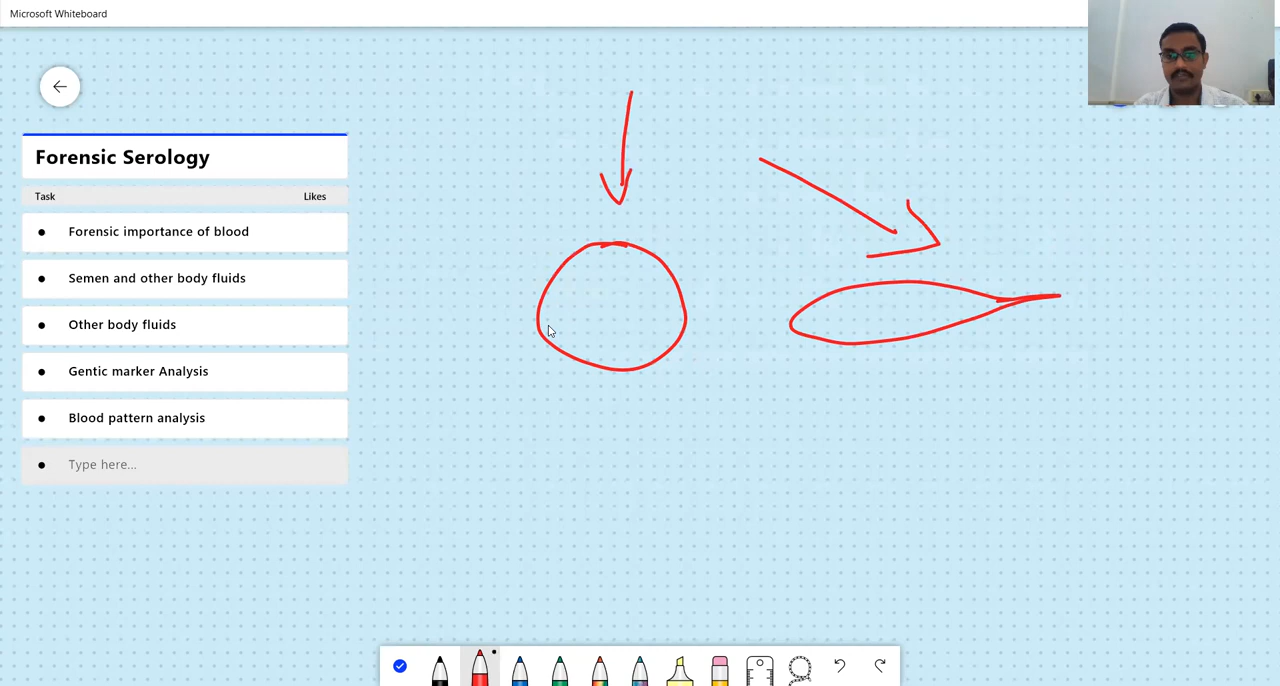 Microsoft Whiteboard
Forensic Serology
Task Likes
Forensic importance of blood
Semen and other body fluids
Other body fluids
Gentic marker Analysis
Blood pattern analysis
Type here...